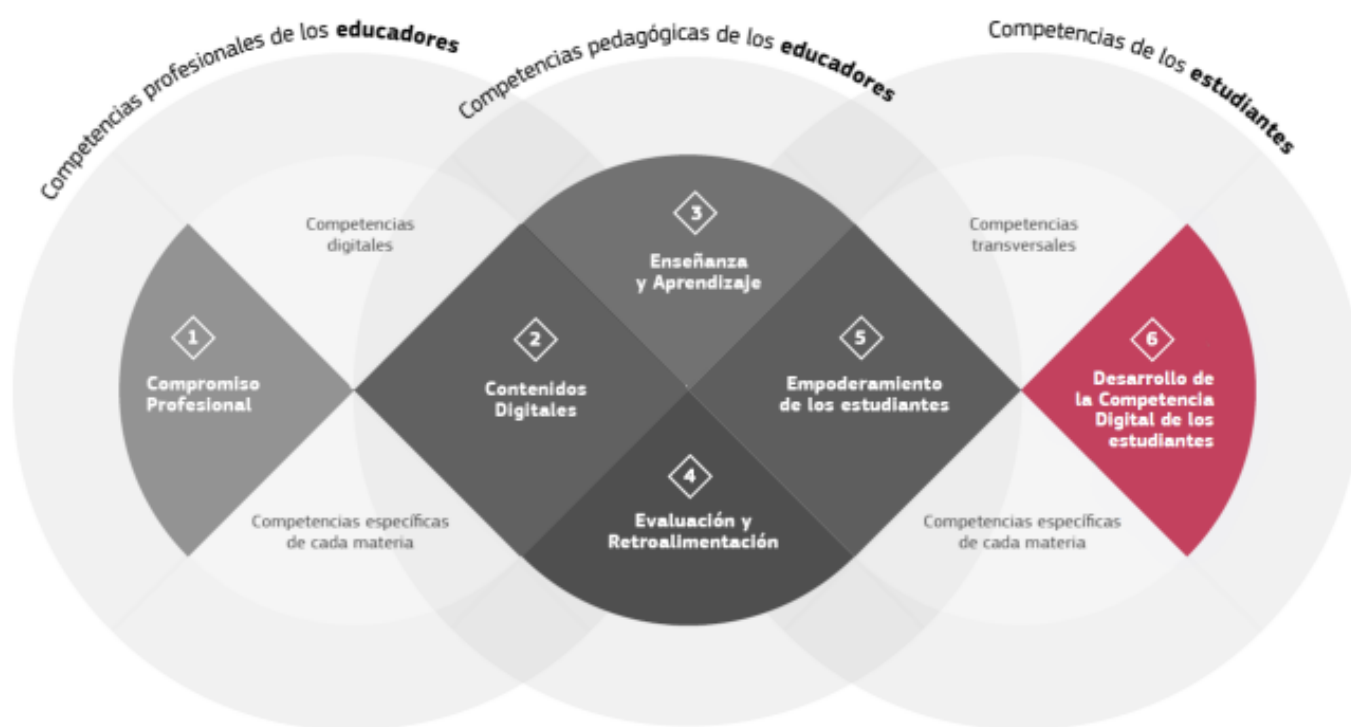 Competencias profesionales de los educadores
Competencias pedagógicas de los educadores
Competencias de los estudiantes
Competencias
digitales
Competencias
transversales
3
Enseñanza
y Aprendizaje
1
Compromiso
Profesional
2
Contenidos
Digitales
5
Empoderamiento
de los estudiantes
6
Desarrollo de
la Competencia
Digital de los
estudiantes
4
Evaluación y
Retroalimentación
Competencias específicas
de cada materia
Competencias específicas
de cada materia